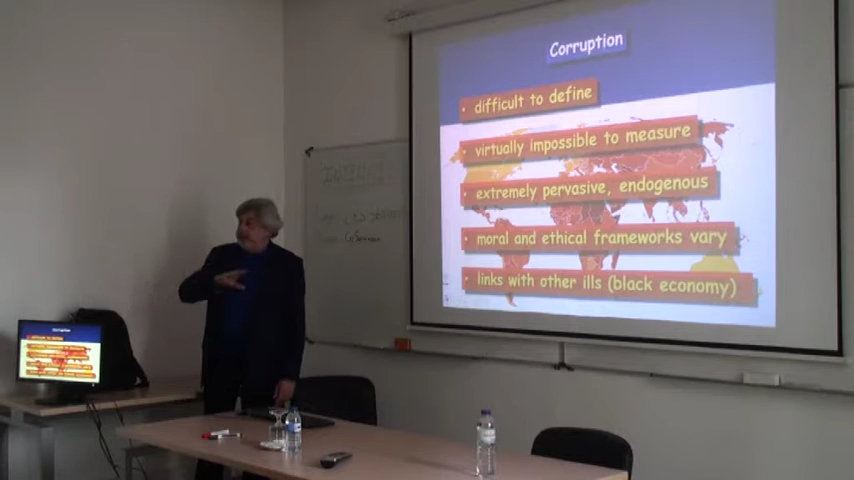 Corruption
• difficult to define
• virtually impossible to measure
• extremely pervasive, endogenous
• moral and ethical frameworks vary
• links with other ills (black economy)